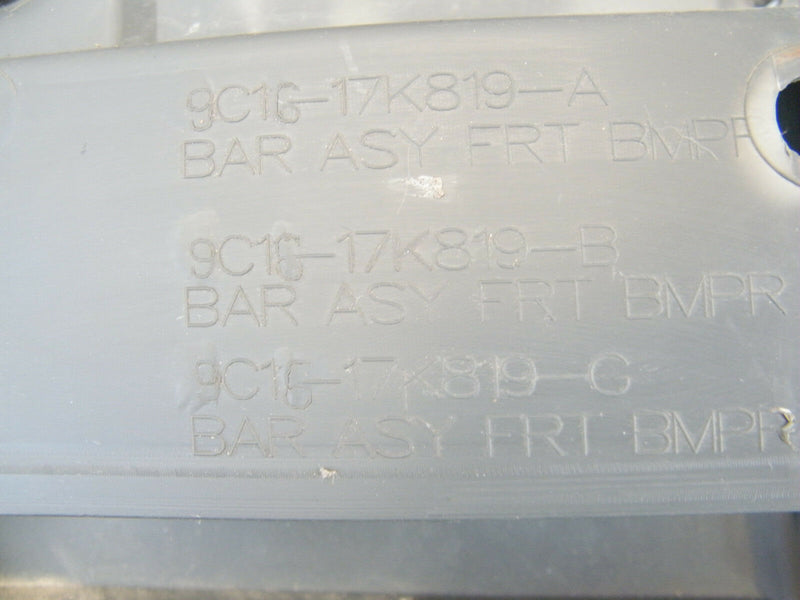 9C16-17K819-A
BAR ASY FRT BMPR
9C16-17K819-B
BAR ASY FRT BMPR
9C16-17K819-G
BAR ASY FRT BMPR